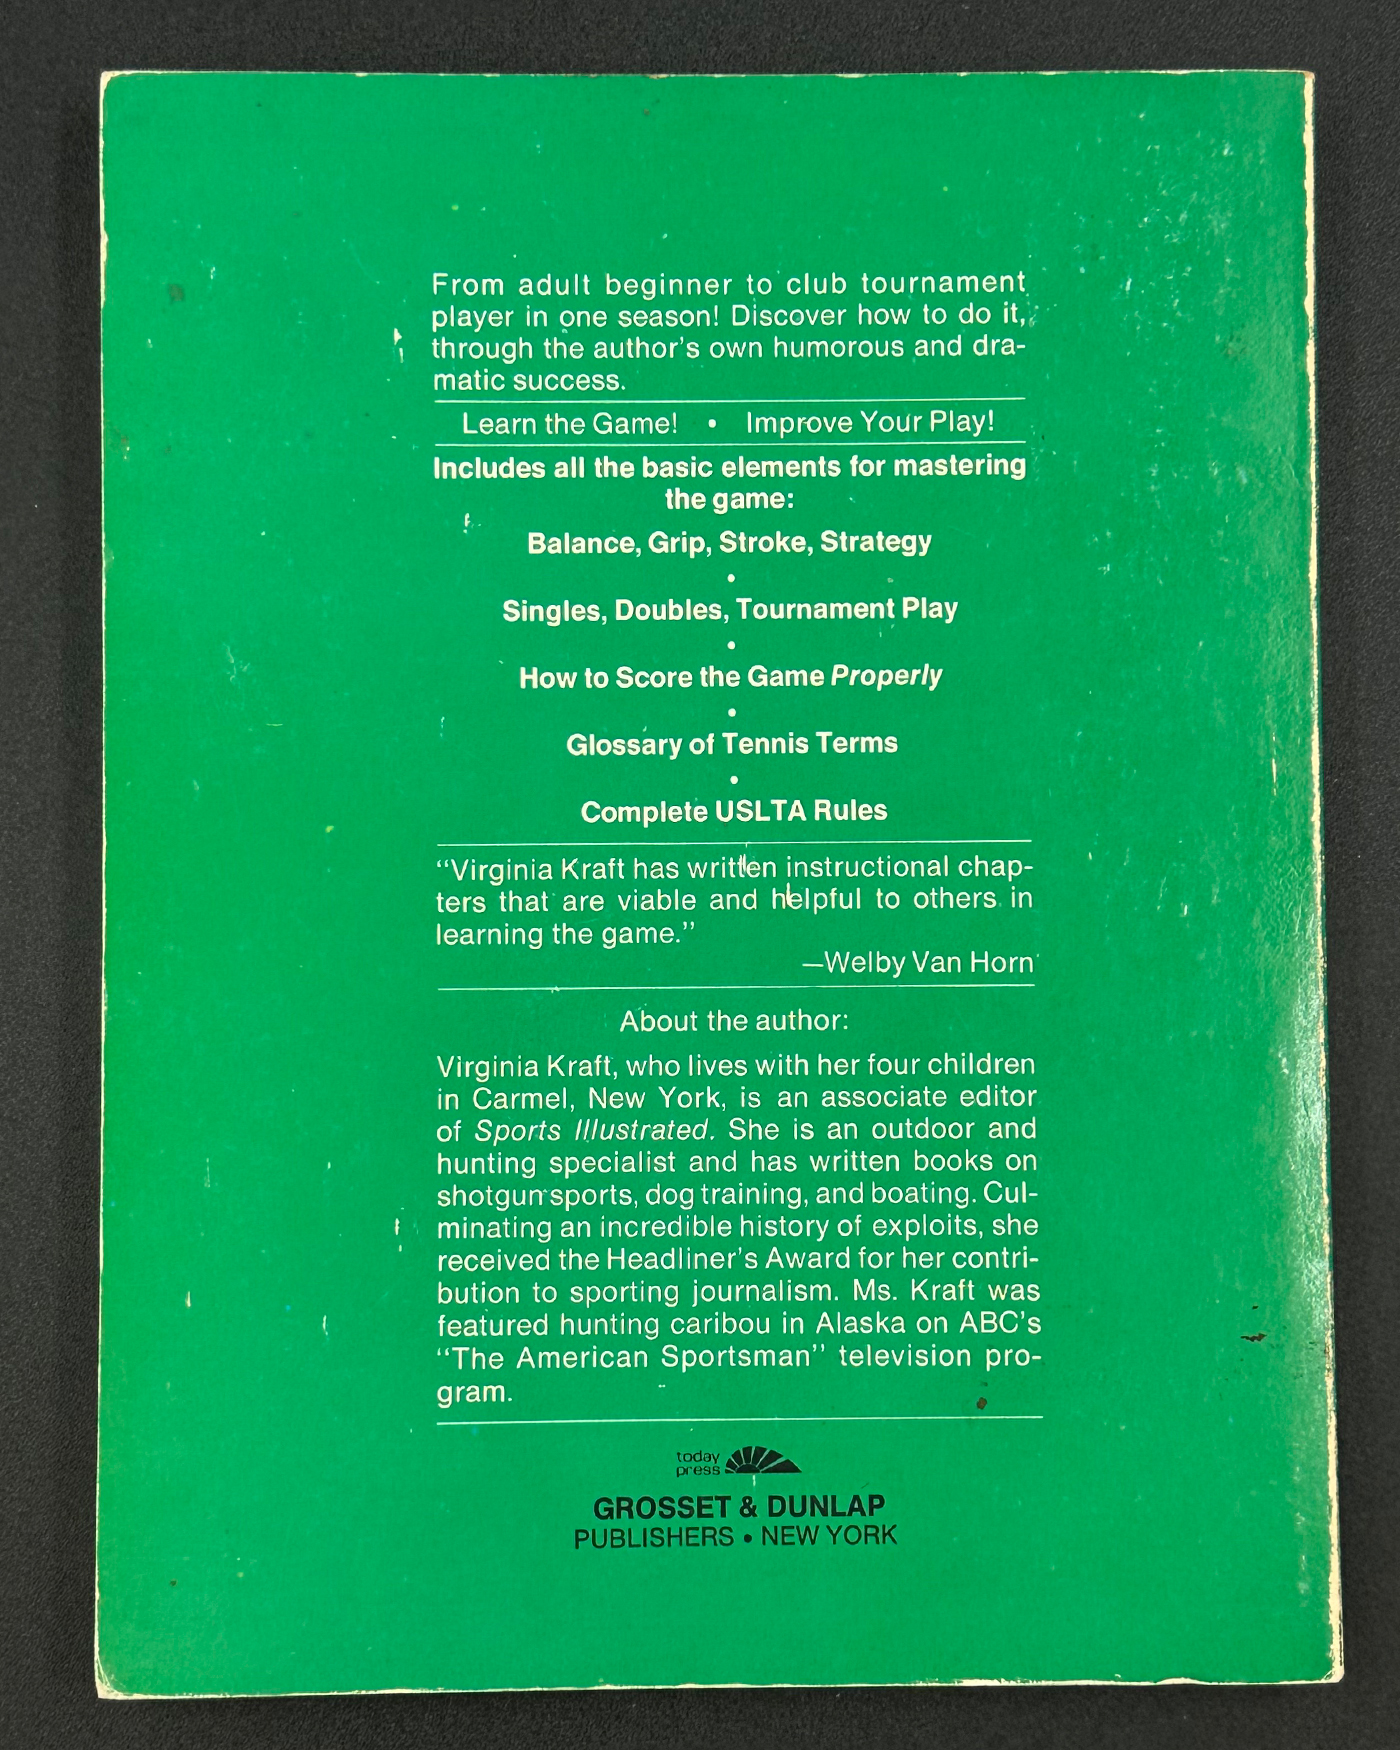 From adult beginner to club tournament
player in one season! Discover how to do it,
through the author's own humorous and dra-
matic success.
Learn the Game! • Improve Your Play!
Includes all the basic elements for mastering
the game:
Balance, Grip, Stroke, Strategy
•
Singles, Doubles, Tournament Play
•
How to Score the Game Properly
•
Glossary of Tennis Terms
•
Complete USLTA Rules
“Virginia Kraft has written instructional chap-
ters that are viable and helpful to others in
learning the game.”
—Welby Van Horn
About the author:
Virginia Kraft, who lives with her four children
in Carmel, New York, is an associate editor
of Sports Illustrated. She is an outdoor and
hunting specialist and has written books on
shotgun sports, dog training, and boating. Cul-
minating an incredible history of exploits, she
received the Headliner's Award for her contri-
bution to sporting journalism. Ms. Kraft was
featured hunting caribou in Alaska on ABC's
“The American Sportsman” television pro-
gram.
today
press
GROSSET & DUNLAP
PUBLISHERS • NEW YORK